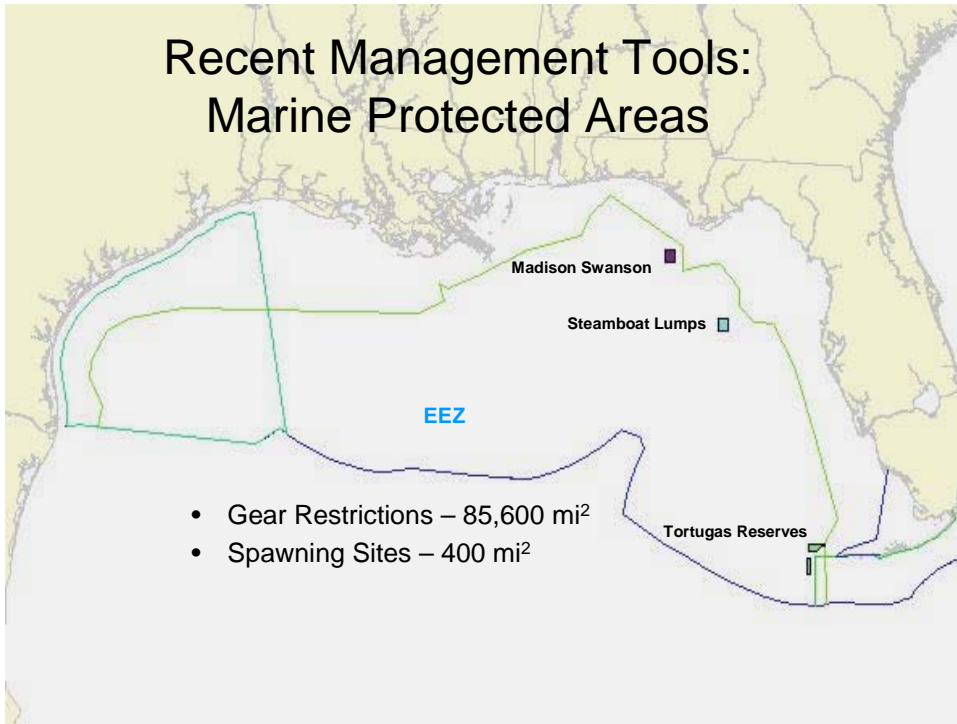 Recent Management Tools:
Marine Protected Areas
Madison Swanson
Steamboat Lumps
EEZ
• Gear Restrictions – 85,600 mi²
• Spawning Sites – 400 mi²
Tortugas Reserves